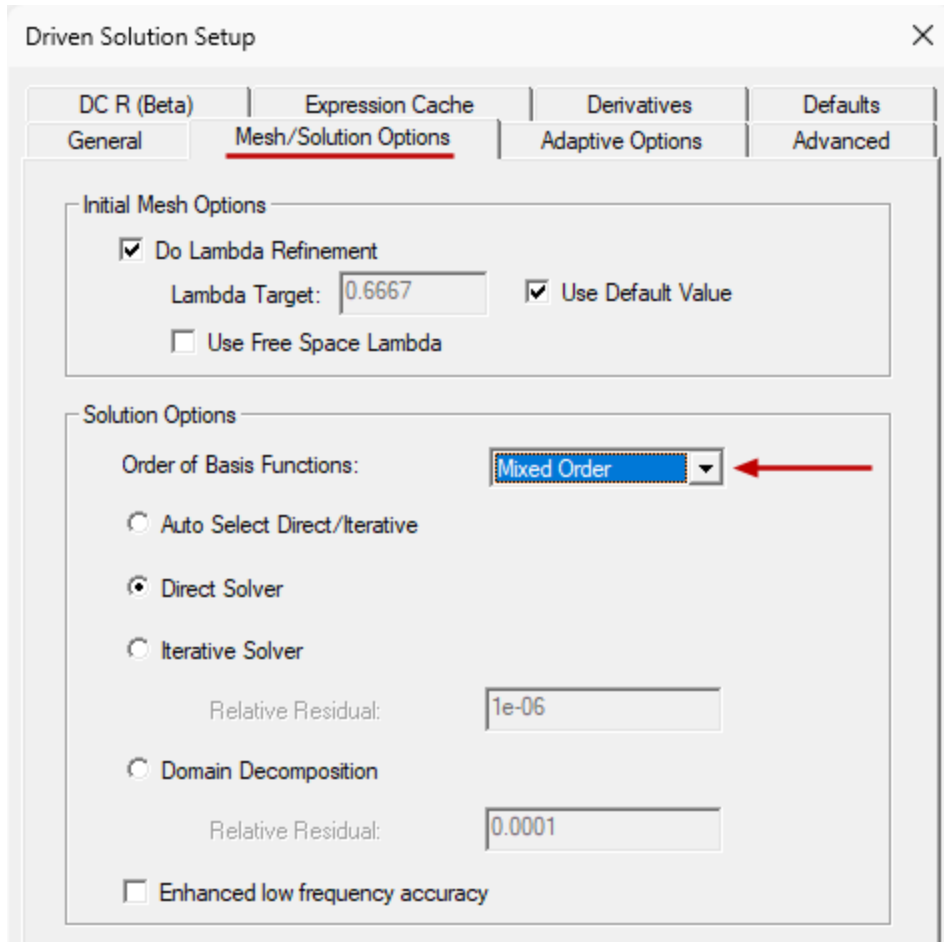 Driven Solution Setup
DC R (Beta) Expression Cache Derivatives Defaults
General Mesh/Solution Options Adaptive Options Advanced
Initial Mesh Options
Do Lambda Refinement
Lambda Target: 0.6667 Use Default Value
Use Free Space Lambda
Solution Options
Order of Basis Functions: Mixed Order
Auto Select Direct/Iterative
Direct Solver
Iterative Solver
Relative Residual: 1e-06
Domain Decomposition
Relative Residual: 0.0001
Enhanced low frequency accuracy